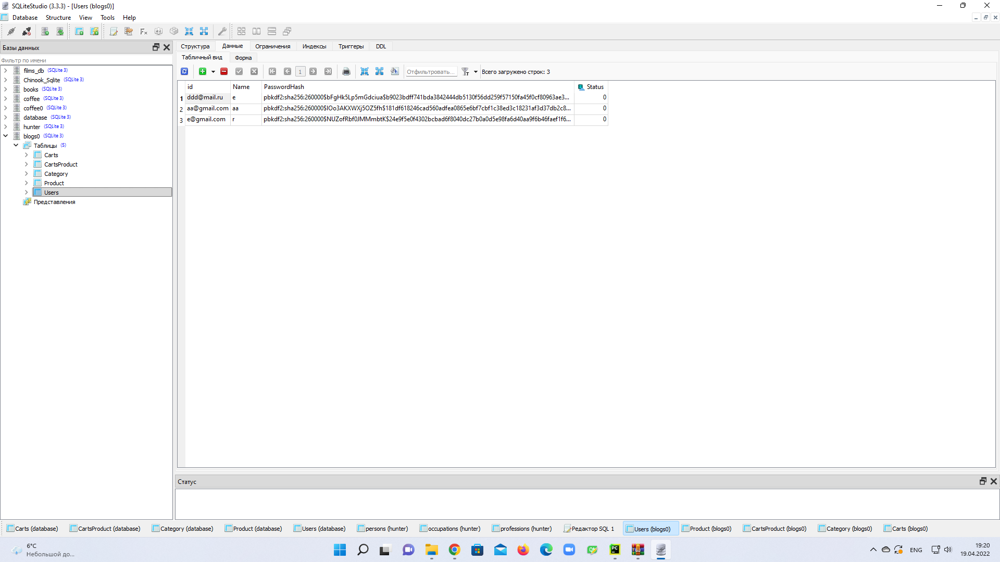 SQLiteStudio (3.3.3) - [Users (blogs0)]
Database Structure View Tools Help
Базы данных
Фильтр по имени
films_db (SQLite 3)
Chinook_Sqlite (SQLite 3)
books (SQLite 3)
coffee (SQLite 3)
coffee0 (SQLite 3)
database (SQLite 3)
hunter (SQLite 3)
blogs0 (SQLite 3)
Таблицы (5)
Carts
CartsProduct
Category
Product
Users
Представления
Структура Данные Ограничения Индексы Триггеры DDL
Табличный вид Форма
1 Отфильтровать... Всего загружено строк: 3
id Name PasswordHash Status
1 ddd@mail.ru e pbkdf2:sha256:260000$bFgHk5Lp5mGdciua$b9023bdff741bda3842444db5130f56dd259f57150fa45f0cf80963ae3... 0
2 aa@gmail.com aa pbkdf2:sha256:260000$IOo3AKXWXj5OZ5fh$181df618246cad560adfea0865e6bf7cbf1c38ed3c18231af3d37db2c8... 0
3 e@gmail.com r pbkdf2:sha256:260000$NUZofRbf0JMMmbtK$24e9f5e0f4302bcbad6f8040dc27b0a0d5e98fa6d40aa9f6b46faef1f6... 0
Статус
Carts (database) CartsProduct (database) Category (database) Product (database) Users (database) persons (hunter) occupations (hunter) professions (hunter) Редактор SQL 1 Users (blogs0) Product (blogs0) CartsProduct (blogs0) Category (blogs0) Carts (blogs0)
6°C
Небольшой до...
ENG
19:20
19.04.2022